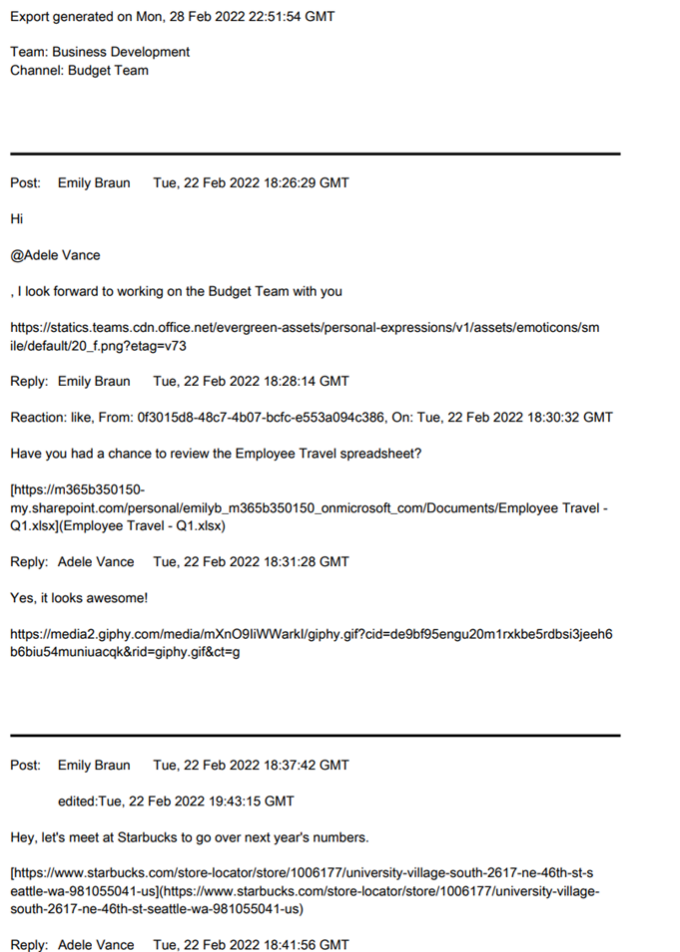 Export generated on Mon, 28 Feb 2022 22:51:54 GMT
Team: Business Development
Channel: Budget Team
Post: Emily Braun Tue, 22 Feb 2022 18:26:29 GMT
Hi
@Adele Vance
, I look forward to working on the Budget Team with you
https://statics.teams.cdn.office.net/evergreen-assets/personal-expressions/v1/assets/emoticons/sm
ile/default/20_f.png?etag=v73
Reply: Emily Braun Tue, 22 Feb 2022 18:28:14 GMT
Reaction: like, From: 0f3015d8-48c7-4b07-bcfc-e553a094c386, On: Tue, 22 Feb 2022 18:30:32 GMT
Have you had a chance to review the Employee Travel spreadsheet?
[https://m365b350150-
my.sharepoint.com/personal/emilyb_m365b350150_onmicrosoft_com/Documents/Employee Travel -
Q1.xlsx](Employee Travel - Q1.xlsx)
Reply: Adele Vance Tue, 22 Feb 2022 18:31:28 GMT
Yes, it looks awesome!
https://media2.giphy.com/media/mXnO9IiWWarkI/giphy.gif?cid=de9bf95engu20m1rxkbe5rdbsi3jeeh6
b6biu54muniuacqk&rid=giphy.gif&ct=g
Post: Emily Braun Tue, 22 Feb 2022 18:37:42 GMT
edited:Tue, 22 Feb 2022 19:43:15 GMT
Hey, let's meet at Starbucks to go over next year's numbers.
[https://www.starbucks.com/store-locator/store/1006177/university-village-south-2617-ne-46th-st-s
eattle-wa-981055041-us](https://www.starbucks.com/store-locator/store/1006177/university-village-
south-2617-ne-46th-st-seattle-wa-981055041-us)
Reply: Adele Vance Tue, 22 Feb 2022 18:41:56 GMT